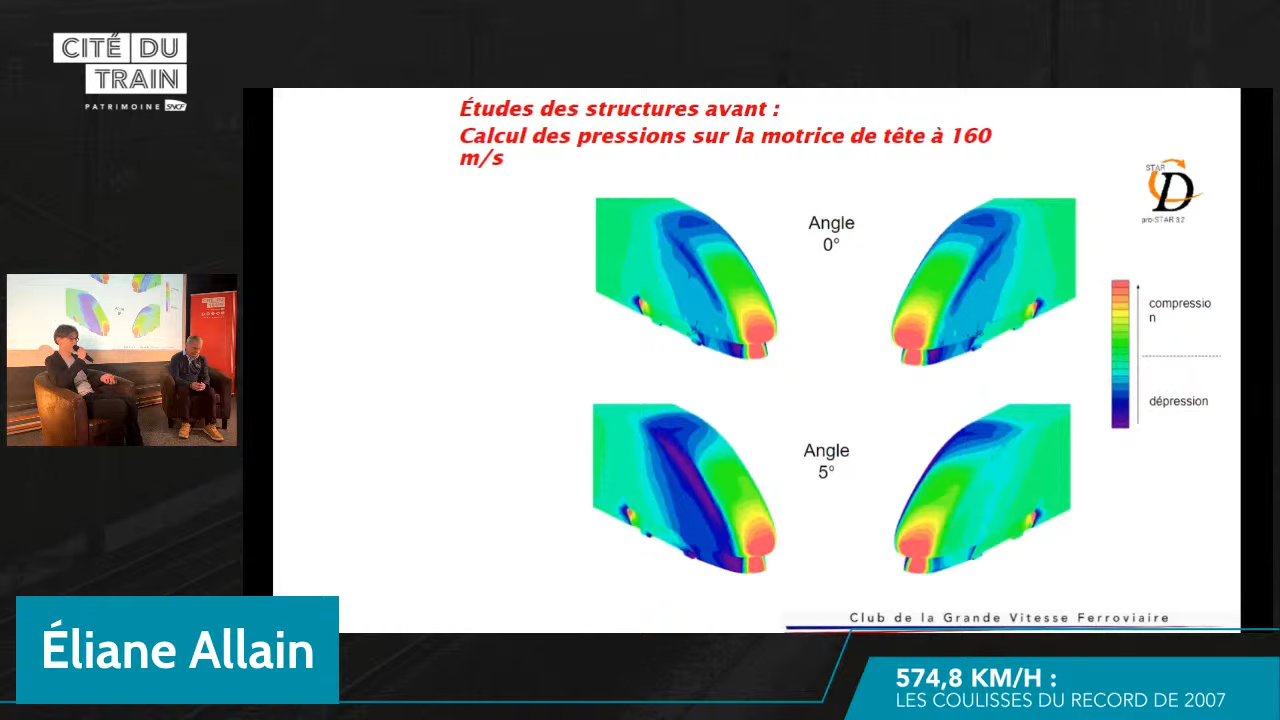 CITÉ DU
TRAIN
PATRIMOINE SNCF
Études des structures avant :
Calcul des pressions sur la motrice de tête à 160
m/s
STAR
D
pro-STAR 3.2
Angle
0°
compressio
n
dépression
Angle
5°
Club de la Grande Vitesse Ferroviaire
Éliane Allain
574,8 KM/H :
LES COULISSES DU RECORD DE 2007